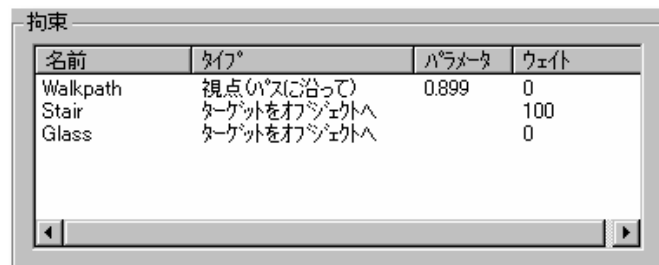 拘束
名前 ﾀｲﾌﾟ ﾊﾟﾗﾒｰﾀ ｳｪｲﾄ
Walkpath 視点(ﾊﾟｽに沿って) 0.899 0
Stair ﾀｰｹﾞｯﾄをｵﾌﾞｼﾞｪｸﾄへ 100
Glass ﾀｰｹﾞｯﾄをｵﾌﾞｼﾞｪｸﾄへ 0